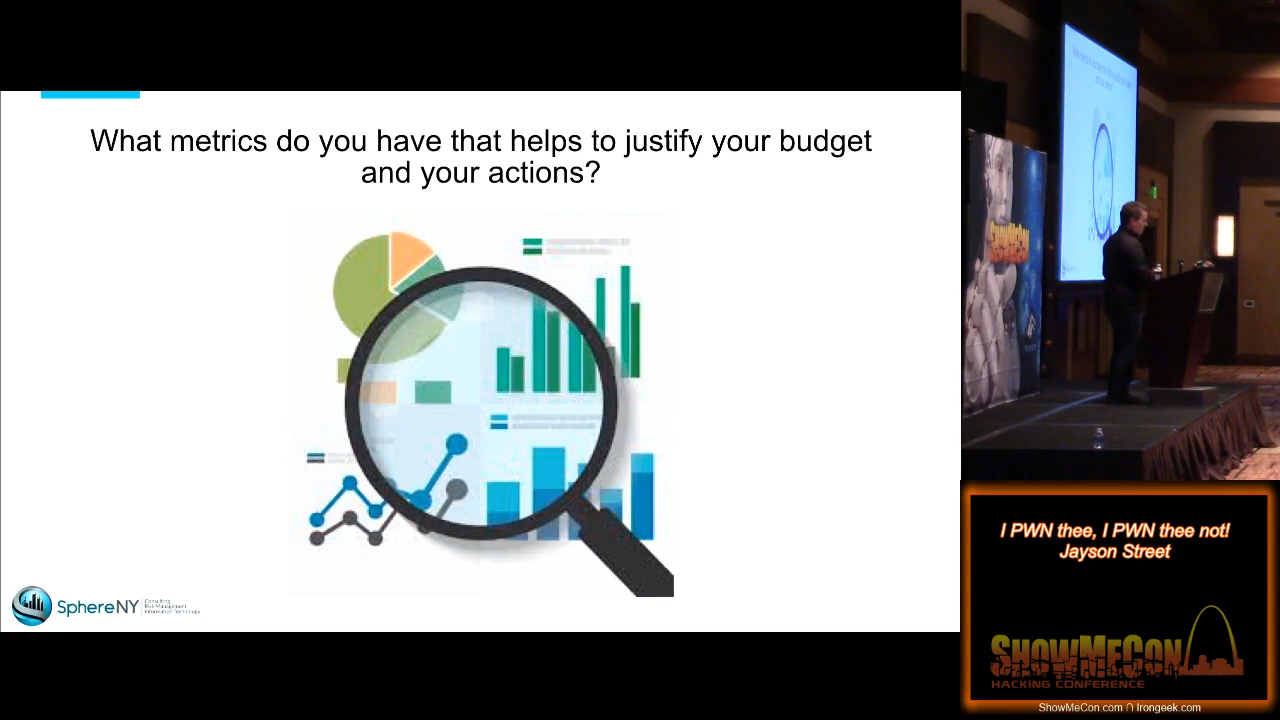 What metrics do you have that helps to justify your budget
and your actions?
SphereNY
Consulting
Risk Management
Information Technology
SHOWMECON
I PWN thee, I PWN thee not!
Jayson Street
SHOWMECON
HACKING CONFERENCE
ShowMeCon.com ∩ Irongeek.com